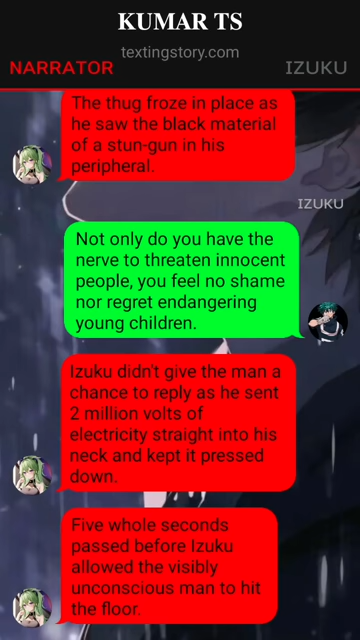 KUMAR TS
textingstory.com
NARRATOR
IZUKU
The thug froze in place as
he saw the black material
of a stun-gun in his
peripheral.
IZUKU
Not only do you have the
nerve to threaten innocent
people, you feel no shame
nor regret endangering
young children.
Izuku didn't give the man a
chance to reply as he sent
2 million volts of
electricity straight into his
neck and kept it pressed
down.
Five whole seconds
passed before Izuku
allowed the visibly
unconscious man to hit
the floor.